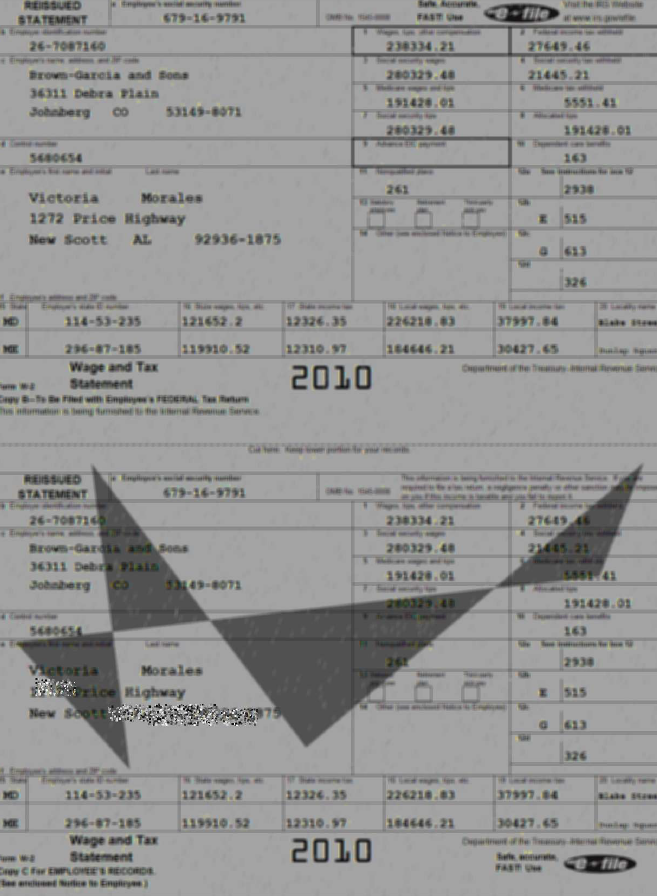 REISSUED STATEMENT
a Employee's social security number
679-16-9791
OMB No. 1545-0008
Safe, Accurate, FAST! Use
e-file
Visit the IRS Website at www.irs.gov/efile
b Employer identification number
26-7087160
1 Wages, tips, other compensation
238334.21
2 Federal income tax withheld
27649.46
c Employer's name, address, and ZIP code
Brown-Garcia and Sons
36311 Debra Plain
Johnberg CO 53149-8071
3 Social security wages
280329.48
4 Social security tax withheld
21445.21
5 Medicare wages and tips
191428.01
6 Medicare tax withheld
5551.41
7 Social security tips
280329.48
8 Allocated tips
191428.01
d Control number
5680654
9 Advance EIC payment
10 Dependent care benefits
163
e Employee's first name and initial Last name
Victoria Morales
1272 Price Highway
New Scott AL 92936-1875
11 Nonqualified plans
261
12a See instructions for box 12
2938
13 Statutory employee Retirement plan Third-party sick pay
12b
E 515
14 Other (see enclosed Notice to Employee)
12c
G 613
12d
326
f Employee's address and ZIP code
15 State Employer's state ID number 16 State wages, tips, etc. 17 State income tax 18 Local wages, tips, etc. 19 Local income tax 20 Locality name
MD 114-53-235 121652.2 12326.35 226218.83 37997.84 Blake Stree
ME 296-87-185 119910.52 12310.97 184646.21 30427.65 Dunlap Square
Form W-2 Wage and Tax Statement
2010
Department of the Treasury-Internal Revenue Servic
Copy B—To Be Filed with Employee's FEDERAL Tax Return
This information is being furnished to the Internal Revenue Service.
Cut here. Keep lower portion for your records.
REISSUED STATEMENT
a Employee's social security number
679-16-9791
OMB No. 1545-0008
This information is being furnished to the Internal Revenue Service. If you are
required to file a tax return, a negligence penalty or other sanction may be imposed
on you if this income is taxable and you fail to report it.
b Employer identification number
26-7087160
1 Wages, tips, other compensation
238334.21
2 Federal income tax withheld
27649.46
c Employer's name, address, and ZIP code
Brown-Garcia and Sons
36311 Debra Plain
Johnberg CO 53149-8071
3 Social security wages
280329.48
4 Social security tax withheld
21445.21
5 Medicare wages and tips
191428.01
6 Medicare tax withheld
5551.41
7 Social security tips
280329.48
8 Allocated tips
191428.01
d Control number
5680654
9 Advance EIC payment
10 Dependent care benefits
163
e Employee's first name and initial Last name
Victoria Morales
Price Highway
New Scott 875
11 Nonqualified plans
261
12a See instructions for box 12
2938
13 Statutory employee Retirement plan Third-party sick pay
12b
E 515
14 Other (see enclosed Notice to Employee)
12c
G 613
12d
326
f Employee's address and ZIP code
15 State Employer's state ID number 16 State wages, tips, etc. 17 State income tax 18 Local wages, tips, etc. 19 Local income tax 20 Locality name
MD 114-53-235 121652.2 12326.35 226218.83 37997.84 Blake Stree
ME 296-87-185 119910.52 12310.97 184646.21 30427.65
Form W-2 Wage and Tax Statement
2010
Department of the Treasury-Internal Revenue Servic
Copy C For EMPLOYEE'S RECORDS.
(See enclosed Notice to Employee.)
Safe, accurate, FAST! Use
e-file